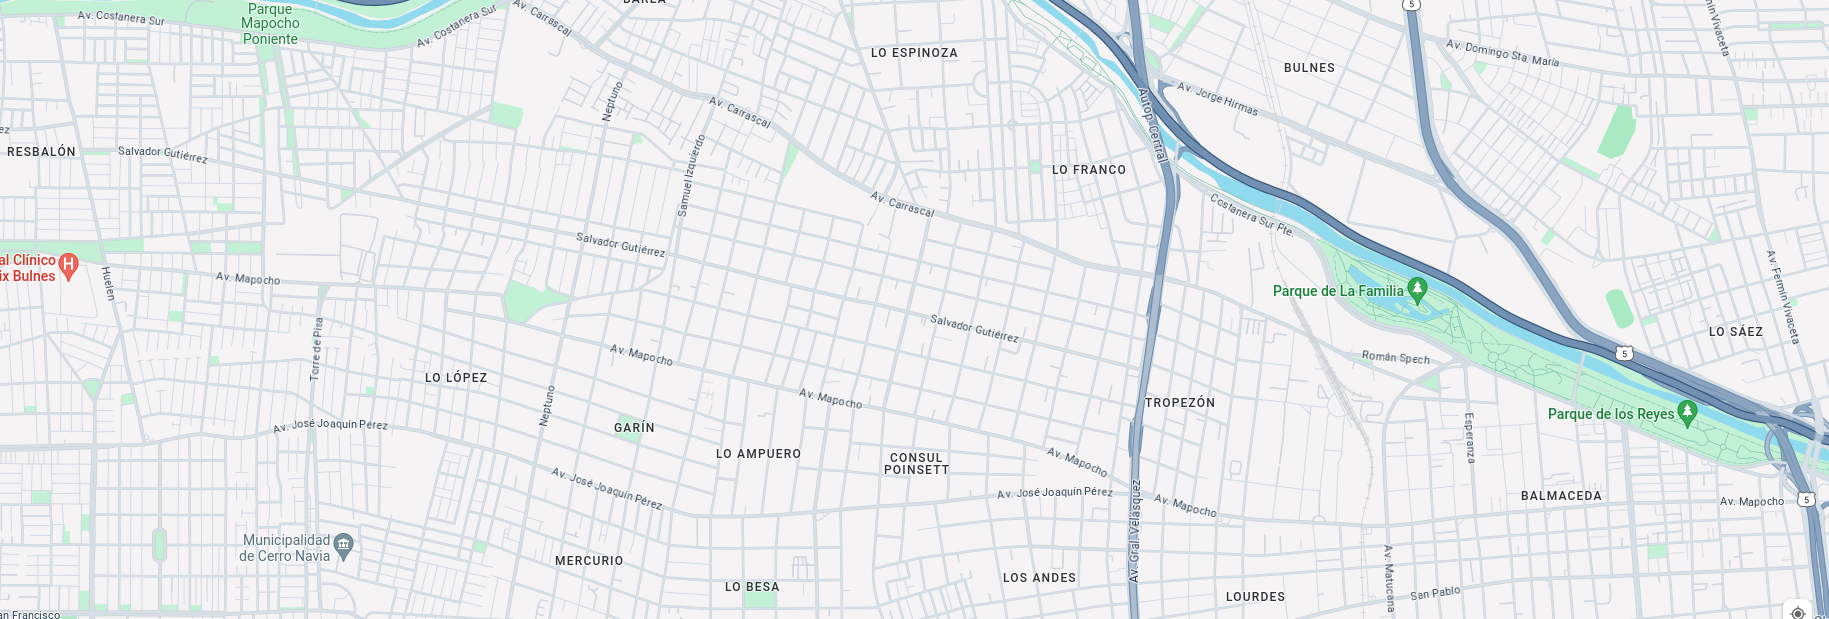 Av. Costanera Sur
Parque
Mapocho
Poniente
Av. Costanera Sur
Av. Carrascal
5
LO ESPINOZA
BULNES
Av. Domingo Sta. María
Vivaceta
Neptuno
Av. Carrascal
Autop. Central
Av. Jorge Hirmas
RESBALÓN
Salvador Gutiérrez
Samuel Izquierdo
LO FRANCO
Av. Carrascal
Costanera Sur Pte.
Salvador Gutiérrez
al Clínico
ix Bulnes
H
Huelen
Av. Mapocho
Parque de La Familia
Av. Fermín Vivaceta
Salvador Gutiérrez
LO SÁEZ
Torre de Pisa
Av. Mapocho
Román Spech
5
LO LÓPEZ
Neptuno
Av. Mapocho
TROPEZÓN
Parque de los Reyes
Av. José Joaquín Pérez
GARÍN
Esperanza
LO AMPUERO
CONSUL
POINSETT
Av. Mapocho
Av. José Joaquín Pérez
Av. José Joaquín Pérez
Av. Mapocho
BALMACEDA
Av. Mapocho
5
Av. Gral. Velásquez
Municipalidad
de Cerro Navia
MERCURIO
LO BESA
LOS ANDES
LOURDES
Av. Matucana
San Pablo
an Francisco